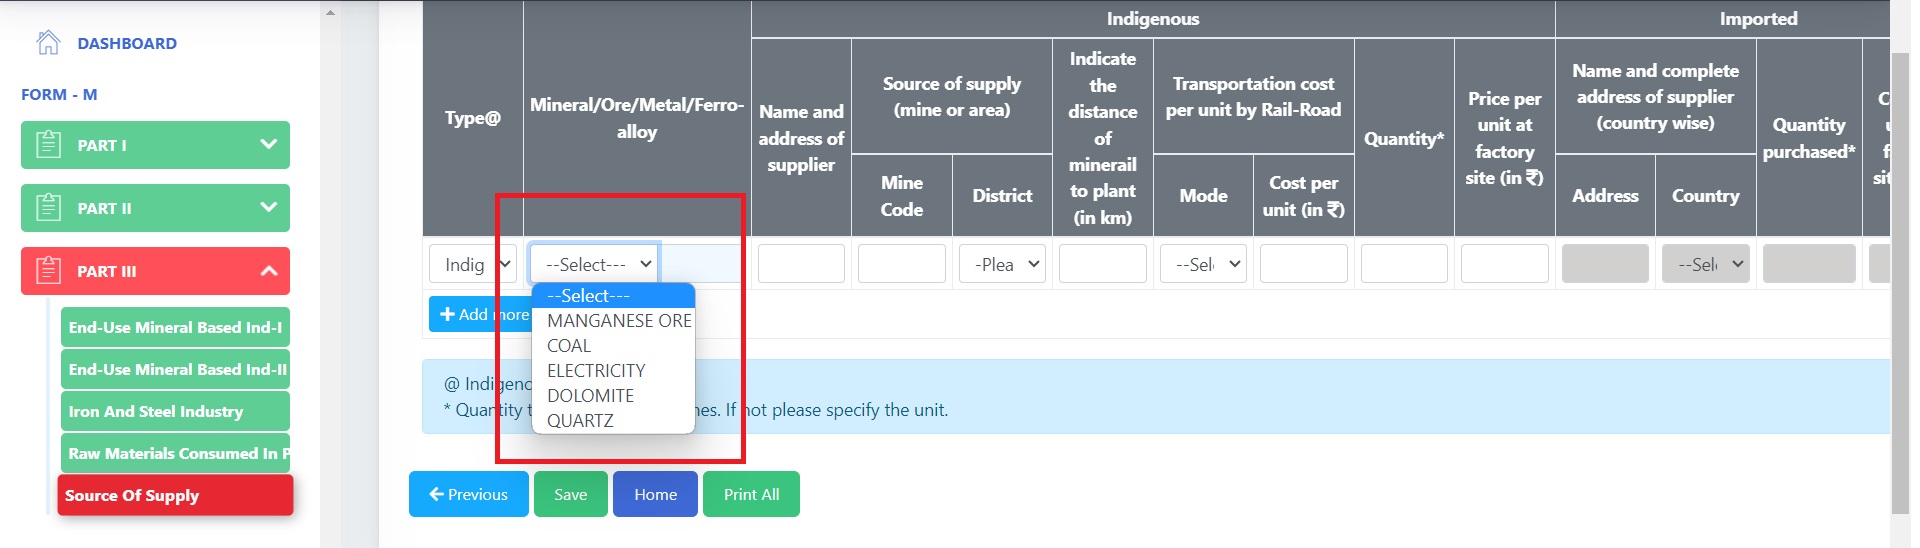 DASHBOARD
FORM - M
PART I
PART II
PART III
End-Use Mineral Based Ind-I
End-Use Mineral Based Ind-II
Iron And Steel Industry
Raw Materials Consumed In P
Source Of Supply
Type@
Mineral/Ore/Metal/Ferro-
alloy
Indigenous
Name and
address of
supplier
Source of supply
(mine or area)
Mine
Code
District
Indicate
the
distance
of
minerail
to plant
(in km)
Transportation cost
per unit by Rail-Road
Mode
Cost per
unit (in ₹)
Quantity*
Price per
unit at
factory
site (in ₹)
Imported
Name and complete
address of supplier
(country wise)
Address
Country
Quantity
purchased*
Indig
--Select---
-Plea
--Sel
--Sel
--Select---
MANGANESE ORE
COAL
ELECTRICITY
DOLOMITE
QUARTZ
Add more
@ Indigen
* Quantity t
nes. If not please specify the unit.
Previous
Save
Home
Print All